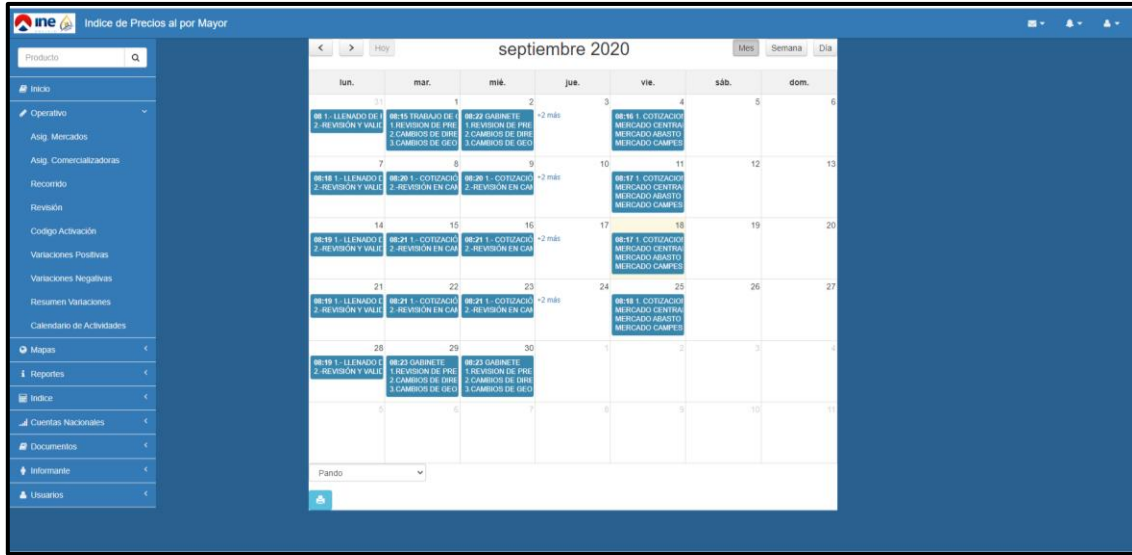 ine Indice de Precios al por Mayor
Producto
Inicio
Operativo
Asig. Mercados
Asig. Comercializadoras
Recorrido
Revisión
Codigo Activación
Variaciones Positivas
Variaciones Negativas
Resumen Variaciones
Calendario de Actividades
Mapas
Reportes
Indice
Cuentas Nacionales
Documentos
Informante
Usuarios
Hoy septiembre 2020 Mes Semana Día
lun. mar. mié. jue. vie. sáb. dom.
31 1 2 3 4 5 6
08 1.- LLENADO DE 08:15 TRABAJO DE 08:22 GABINETE +2 más 08:16 1. COTIZACIO
2.-REVISIÓN Y VALID 1.REVISION DE PRE 1.REVISION DE PRE MERCADO CENTRA
2.CAMBIOS DE DIRE 2.CAMBIOS DE DIRE MERCADO ABASTO
3.CAMBIOS DE GEO 3.CAMBIOS DE GEO MERCADO CAMPES
7 8 9 10 11 12 13
08:18 1.- LLENADO D 08:20 1.- COTIZACIÓ 08:20 1.- COTIZACIÓ +2 más 08:17 1. COTIZACIO
2.-REVISIÓN Y VALID 2.-REVISIÓN EN CAM 2.-REVISIÓN EN CAM MERCADO CENTRA
MERCADO ABASTO
MERCADO CAMPES
14 15 16 17 18 19 20
08:19 1.- LLENADO D 08:21 1.- COTIZACIÓ 08:21 1.- COTIZACIÓ +2 más 08:17 1. COTIZACIO
2.-REVISIÓN Y VALID 2.-REVISIÓN EN CAM 2.-REVISIÓN EN CAM MERCADO CENTRA
MERCADO ABASTO
MERCADO CAMPES
21 22 23 24 25 26 27
08:19 1.- LLENADO D 08:21 1.- COTIZACIÓ 08:21 1.- COTIZACIÓ +2 más 08:18 1. COTIZACIO
2.-REVISIÓN Y VALID 2.-REVISIÓN EN CAM 2.-REVISIÓN EN CAM MERCADO CENTRA
MERCADO ABASTO
MERCADO CAMPES
28 29 30 1 2 3 4
08:19 1.- LLENADO D 08:23 GABINETE 08:23 GABINETE
2.-REVISIÓN Y VALID 1.REVISION DE PRE 1.REVISION DE PRE
2.CAMBIOS DE DIRE 2.CAMBIOS DE DIRE
3.CAMBIOS DE GEO 3.CAMBIOS DE GEO
5 6 7 8 9 10 11
Pando